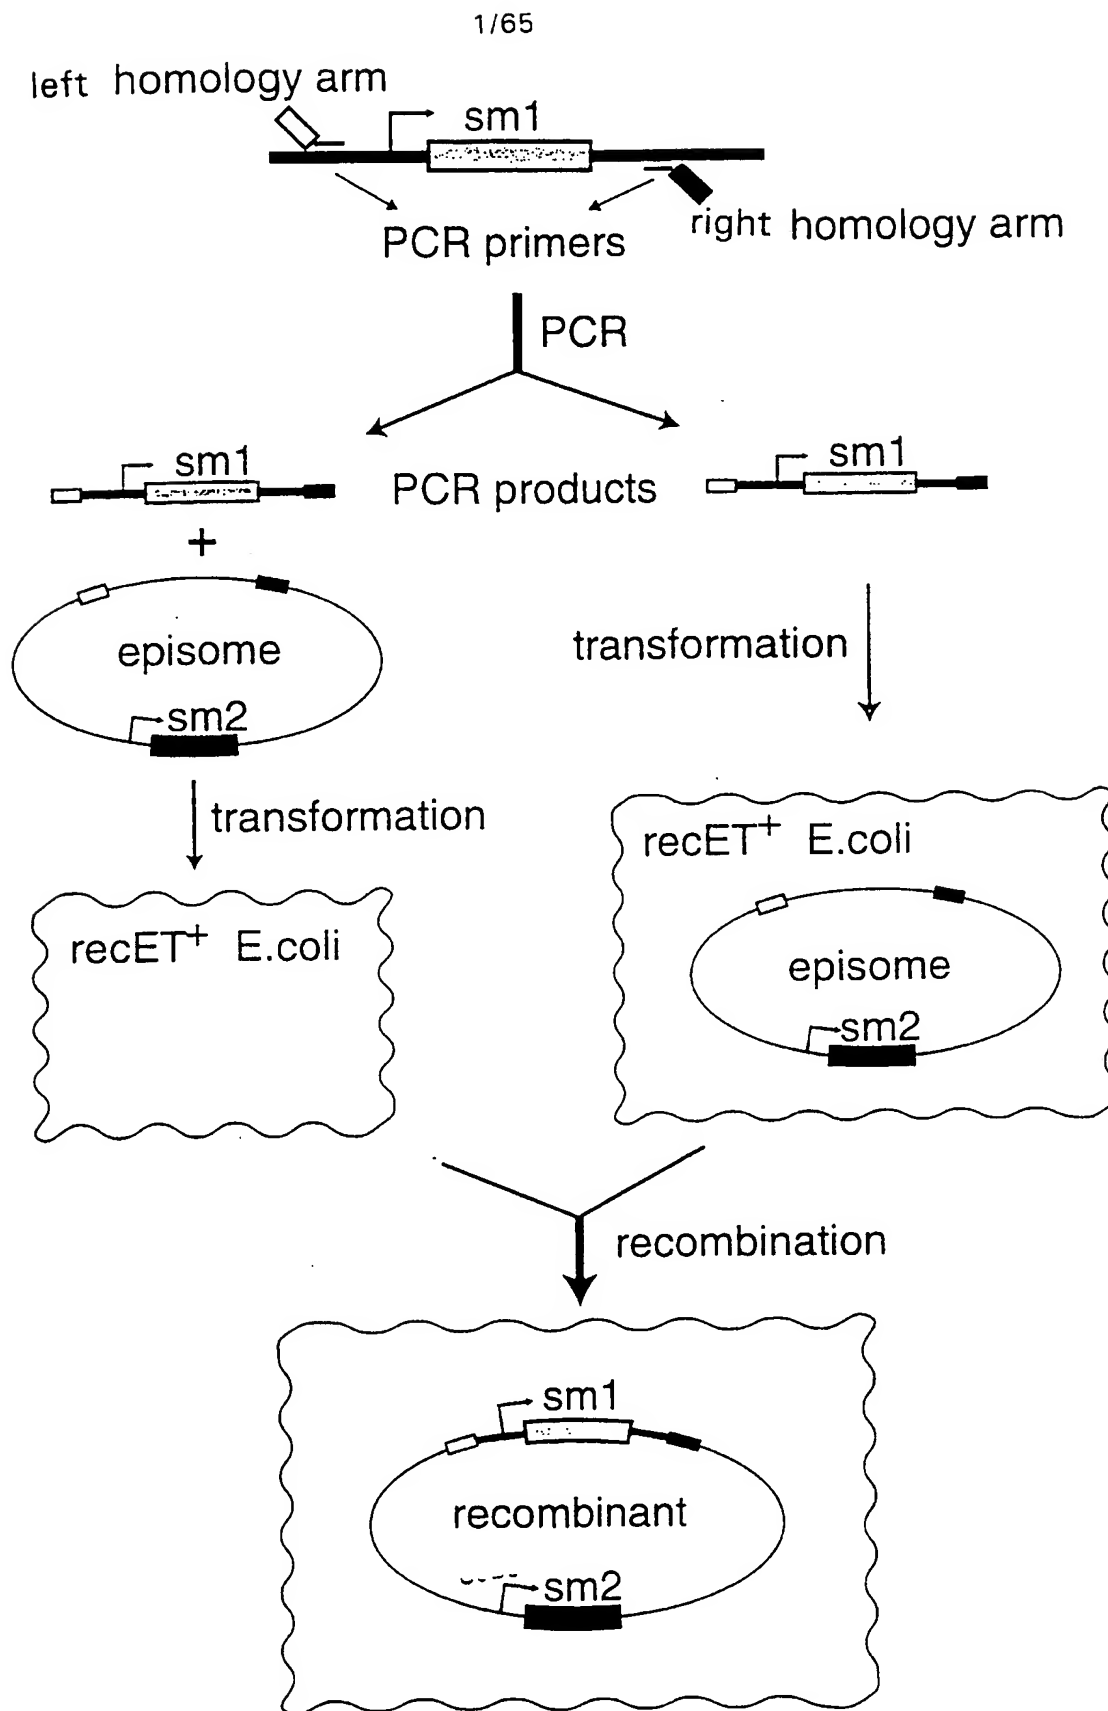 1/65
left homology arm
sm1
right homology arm
PCR primers
PCR
sm1
PCR products
sm1
+
episome
sm2
transformation
transformation
recET+ E.coli
recET+ E.coli
episome
sm2
recombination
sm1
recombinant
sm2